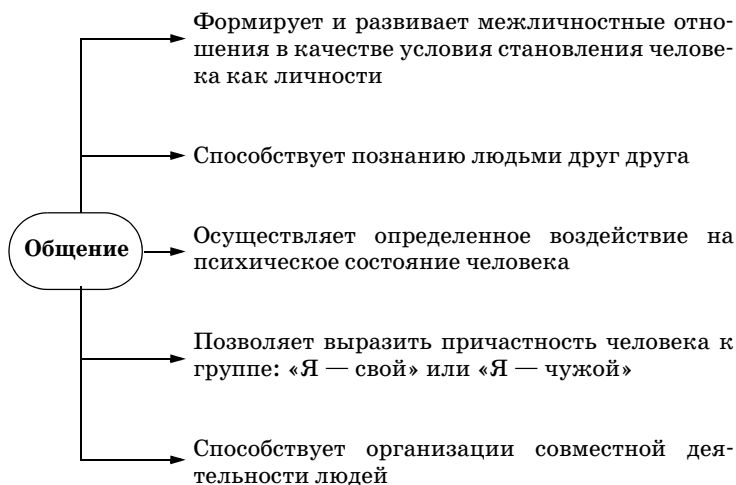 Формирует и развивает межличностные отно-
шения в качестве условия становления челове-
ка как личности
Способствует познанию людьми друг друга
Общение
Осуществляет определенное воздействие на
психическое состояние человека
Позволяет выразить причастность человека к
группе: «Я — свой» или «Я — чужой»
Способствует организации совместной дея-
тельности людей